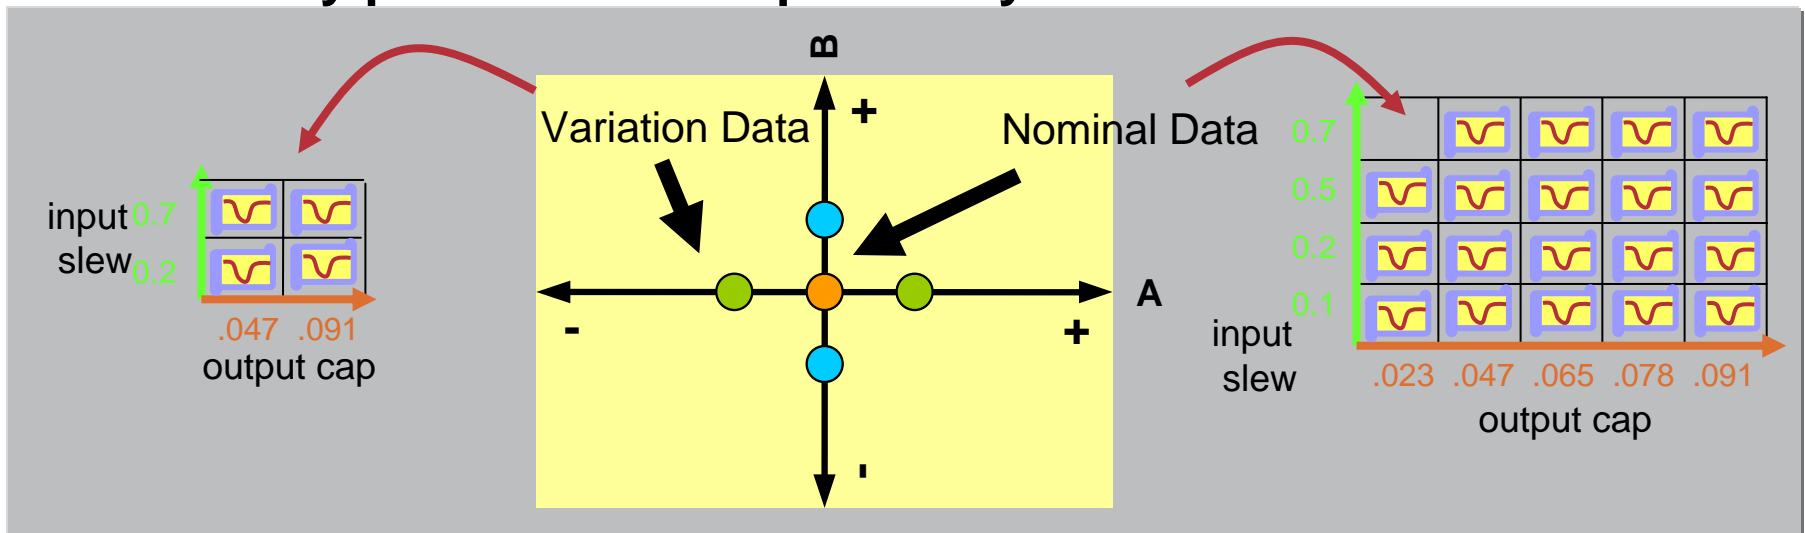 B
+
Variation Data
Nominal Data
A
-
+
-
input
slew
0.7
0.2
.047 .091
output cap
0.7
0.5
0.2
0.1
input
slew
.023 .047 .065 .078 .091
output cap